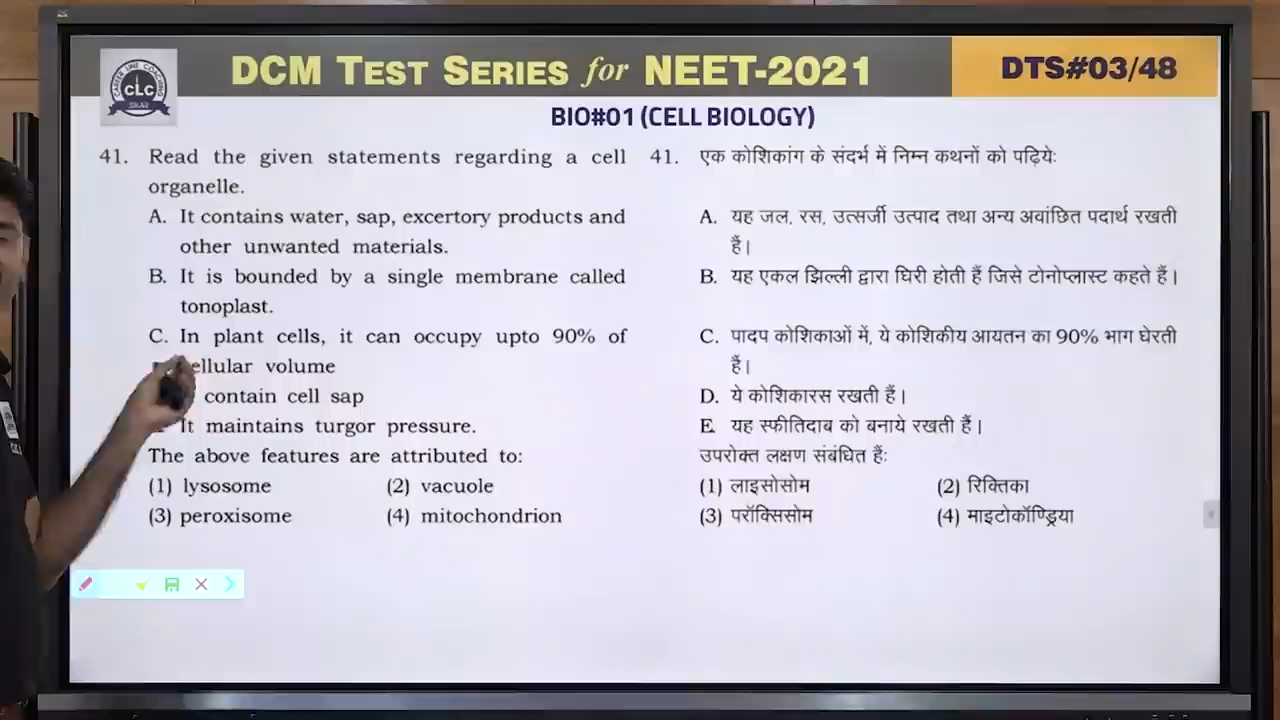 DCM TEST SERIES for NEET-2021
DTS#03/48
CAREER LINE COACHING
CLC
SIKAR
BIO#01 (CELL BIOLOGY)
41. Read the given statements regarding a cell
organelle.
A. It contains water, sap, excertory products and
other unwanted materials.
B. It is bounded by a single membrane called
tonoplast.
C. In plant cells, it can occupy upto 90% of
ellular volume
contain cell sap
It maintains turgor pressure.
The above features are attributed to:
(1) lysosome (2) vacuole
(3) peroxisome (4) mitochondrion
41. एक कोशिकांग के संदर्भ में निम्न कथनों को पढ़िये:
A. यह जल, रस, उत्सर्जी उत्पाद तथा अन्य अवांछित पदार्थ रखती
हैं।
B. यह एकल झिल्ली द्वारा घिरी होती हैं जिसे टोनोप्लास्ट कहते हैं।
C. पादप कोशिकाओं में, ये कोशिकीय आयतन का 90% भाग घेरती
हैं।
D. ये कोशिकारस रखती हैं।
E. यह स्फीतिदाब को बनाये रखती हैं।
उपरोक्त लक्षण संबंधित हैं:
(1) लाइसोसोम (2) रिक्तिका
(3) परॉक्सिसोम (4) माइटोकॉण्ड्रिया